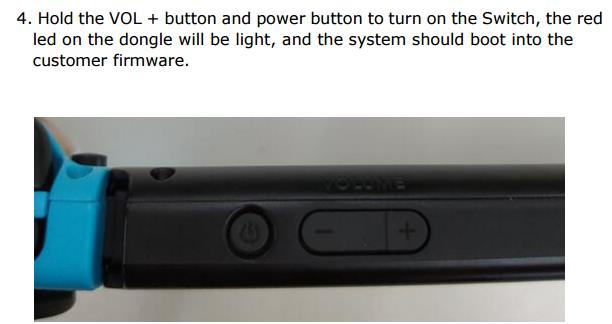 4. Hold the VOL + button and power button to turn on the Switch, the red
led on the dongle will be light, and the system should boot into the
customer firmware.
VOLUME
- +